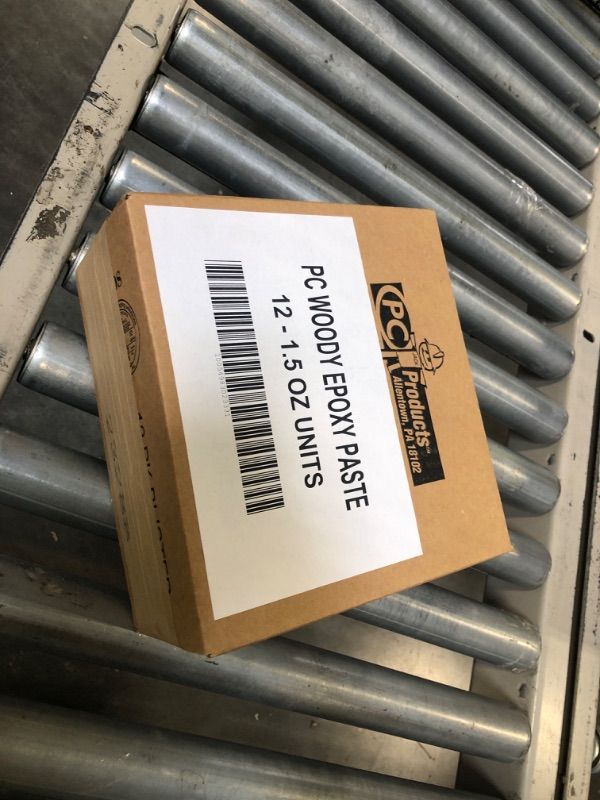 PC
Products
Allentown, PA 18102
PC WOODY EPOXY PASTE
12 - 1.5 OZ UNITS